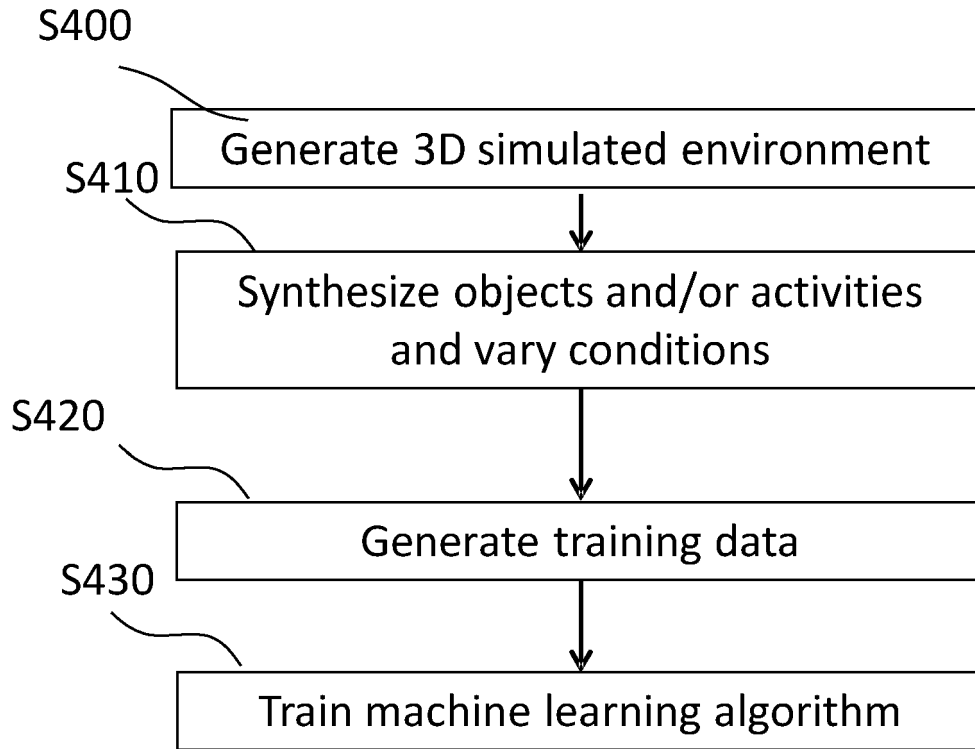 S400
Generate 3D simulated environment
S410
Synthesize objects and/or activities
and vary conditions
S420
Generate training data
S430
Train machine learning algorithm